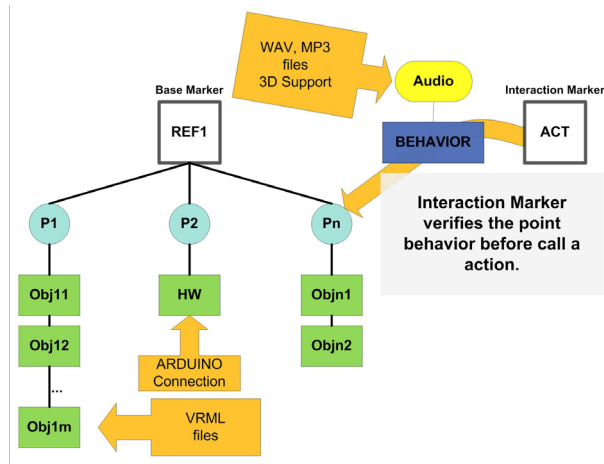 WAV, MP3
files
3D Support
Audio
Base Marker
Interaction Marker
REF1
BEHAVIOR
ACT
Interaction Marker
verifies the point
behavior before call a
action.
P1
P2
Pn
Obj11
HW
Objn1
Obj12
Objn2
ARDUINO
Connection
...
Obj1m
VRML
files